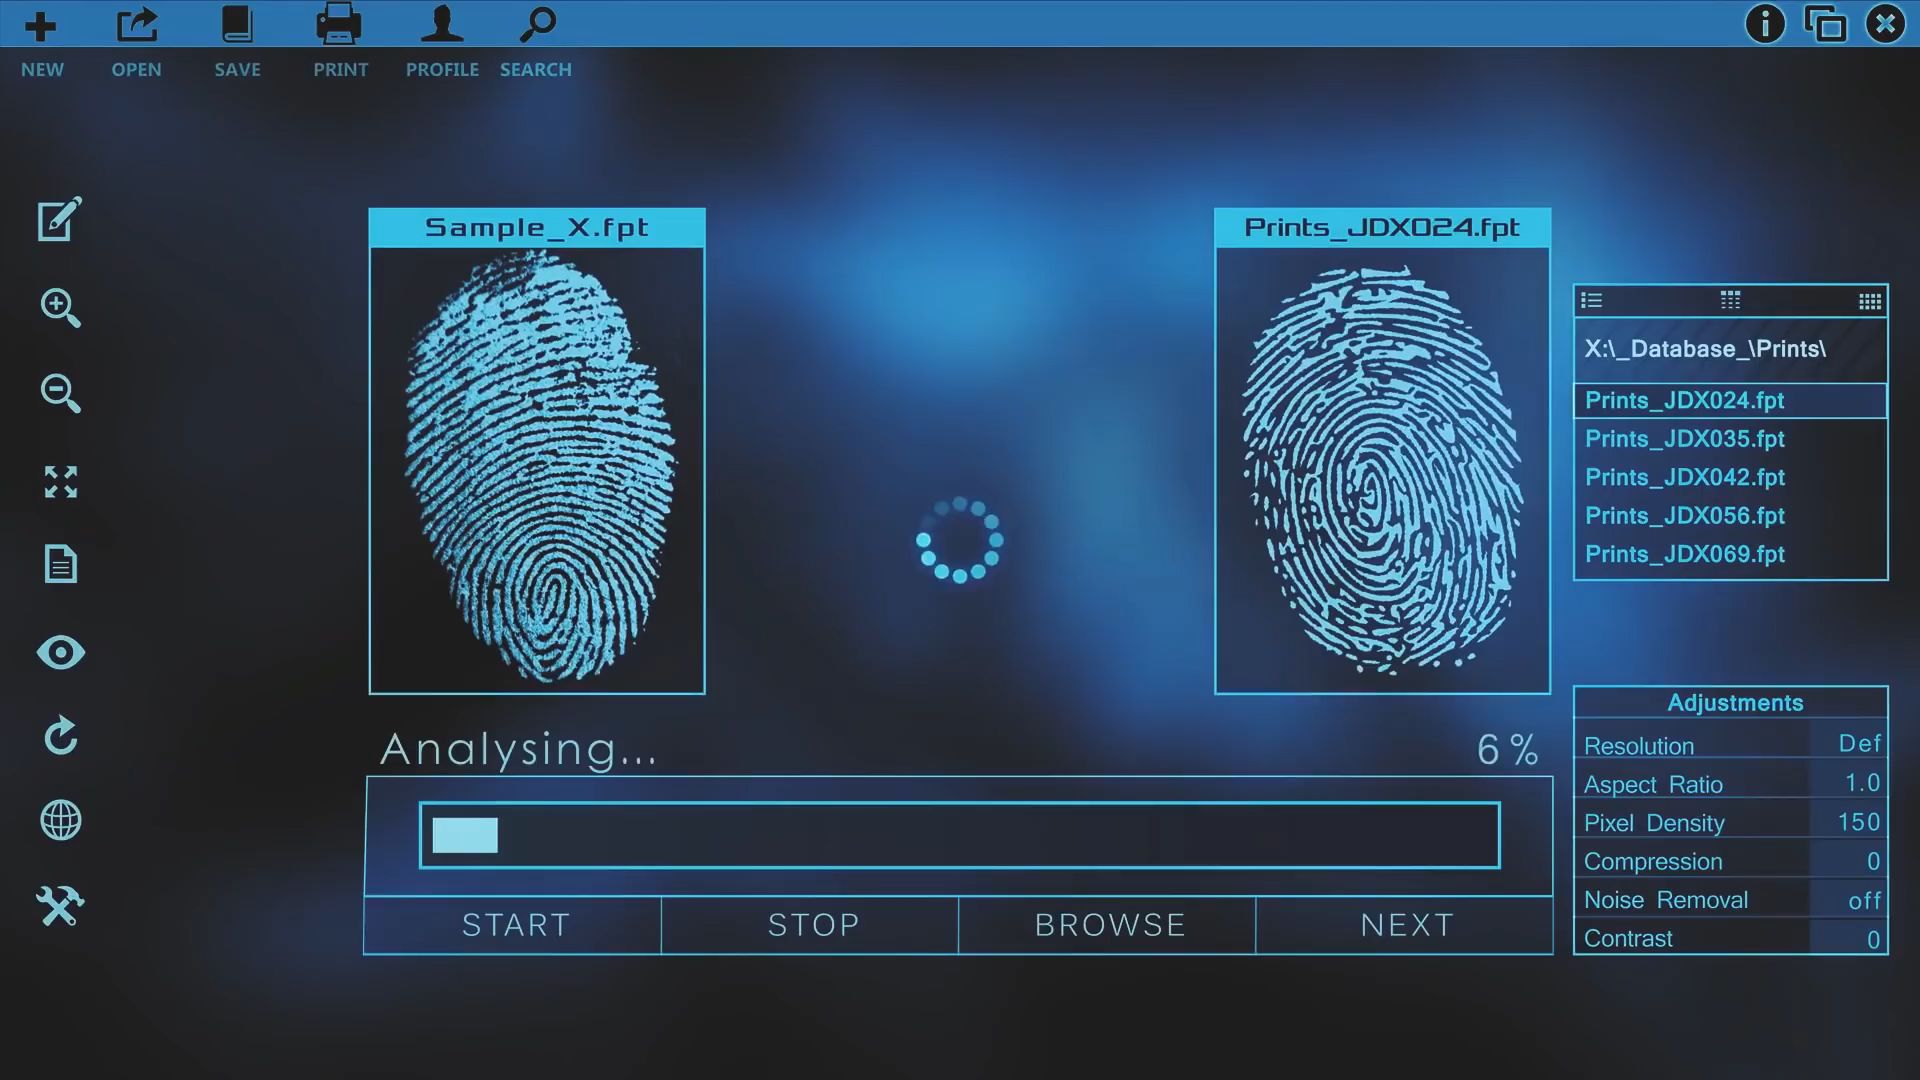 NEW OPEN SAVE PRINT PROFILE SEARCH
Sample_X.fpt
Prints_JDX024.fpt
X:\_Database_\Prints\
Prints_JDX024.fpt
Prints_JDX035.fpt
Prints_JDX042.fpt
Prints_JDX056.fpt
Prints_JDX069.fpt
Analysing...
6 %
START STOP BROWSE NEXT
Adjustments
Resolution Def
Aspect Ratio 1.0
Pixel Density 150
Compression 0
Noise Removal off
Contrast 0